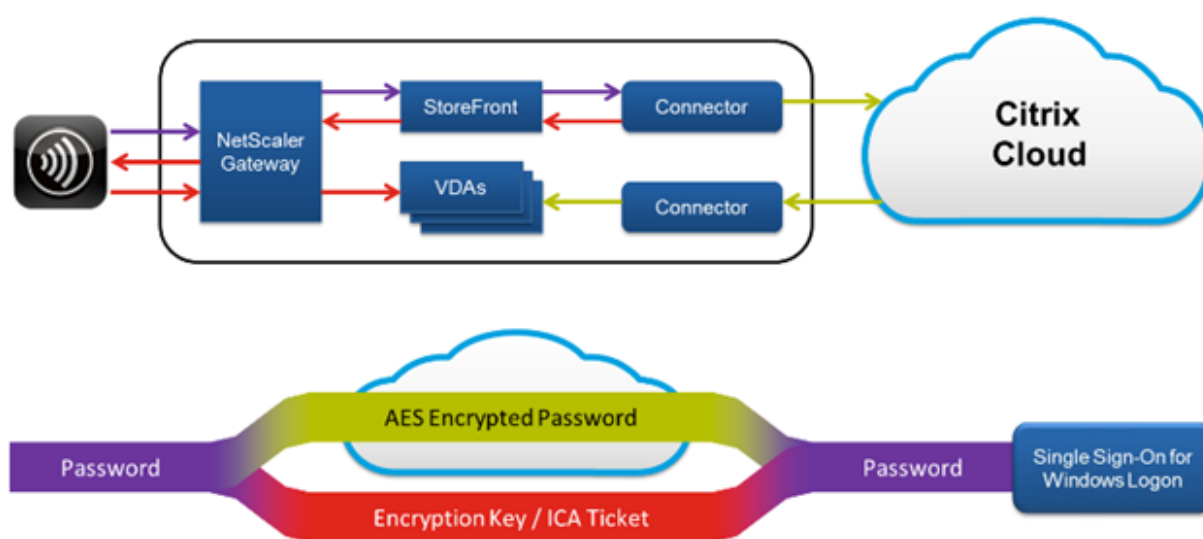 NetScaler
Gateway
StoreFront
Connector
Citrix
Cloud
VDAs
Connector
AES Encrypted Password
Password
Password
Single Sign-On for
Windows Logon
Encryption Key / ICA Ticket